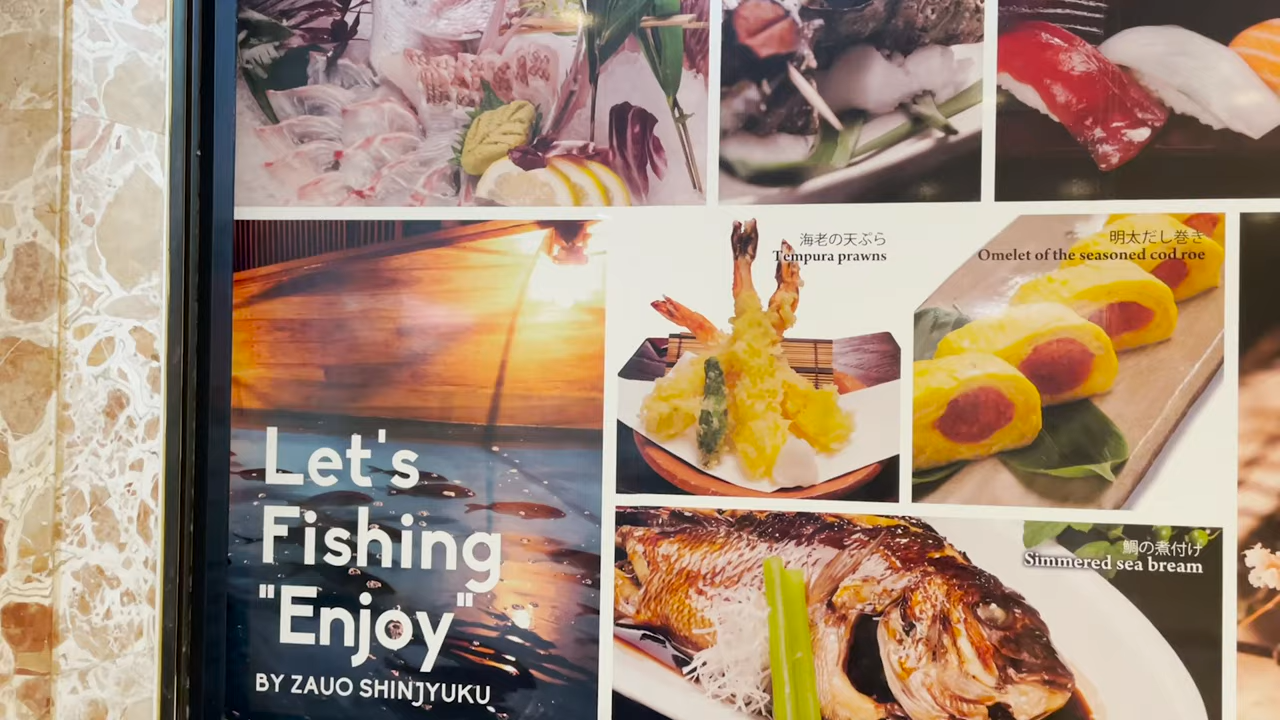 海老の天ぷら
Tempura prawns
明太だし巻き
Omelet of the seasoned cod roe
Let's
Fishing
"Enjoy"
BY ZAUO SHINJYUKU
鯛の煮付け
Simmered sea bream